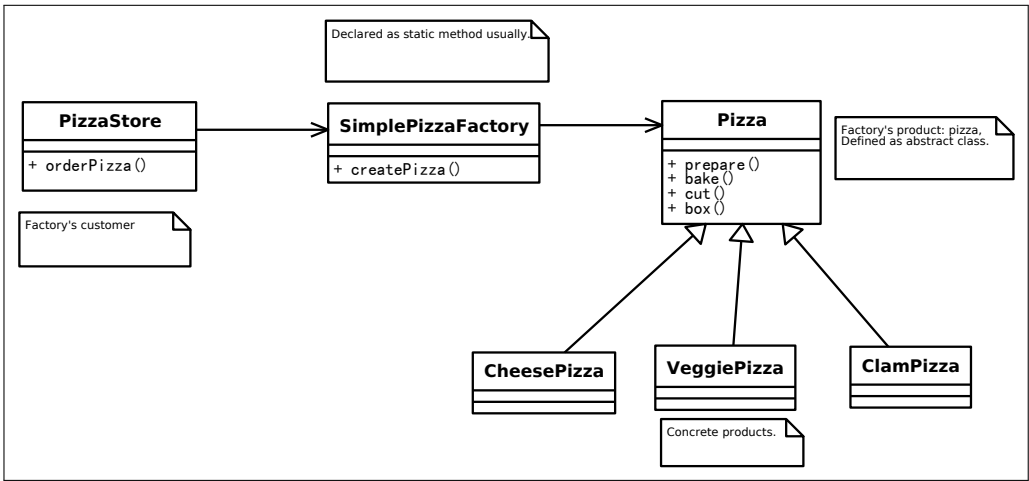 Declared as static method usually.
PizzaStore
+ orderPizza()
Factory's customer
SimplePizzaFactory
+ createPizza()
Pizza
+ prepare()
+ bake()
+ cut()
+ box()
Factory's product: pizza,
Defined as abstract class.
CheesePizza
VeggiePizza
ClamPizza
Concrete products.